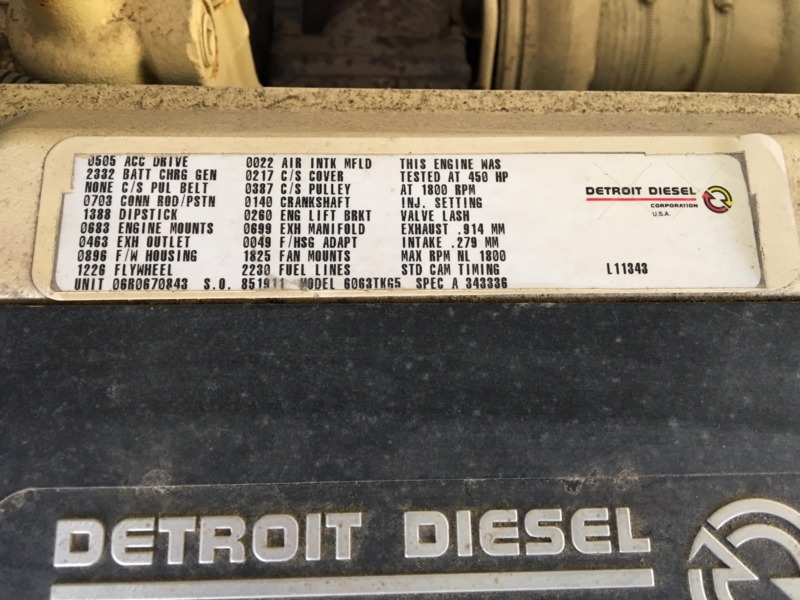 0505 ACC DRIVE 0022 AIR INTK MFLD THIS ENGINE WAS
2332 BATT CHRG GEN 0217 C/S COVER TESTED AT 450 HP
NONE C/S PUL BELT 0387 C/S PULLEY AT 1800 RPM
0703 CONN ROD/PSTN 0140 CRANKSHAFT INJ. SETTING
1388 DIPSTICK 0260 ENG LIFT BRKT VALVE LASH
0683 ENGINE MOUNTS 0699 EXH MANIFOLD EXHAUST .914 MM
0463 EXH OUTLET 0049 F/HSG ADAPT INTAKE .279 MM
0896 F/W HOUSING 1825 FAN MOUNTS MAX RPM NL 1800
1226 FLYWHEEL 2230 FUEL LINES STD CAM TIMING
UNIT 06R0670843 S.O. 851911 MODEL 6063TKG5 SPEC A 343336
DETROIT DIESEL
CORPORATION
U.S.A.
L11343
DETROIT DIESEL